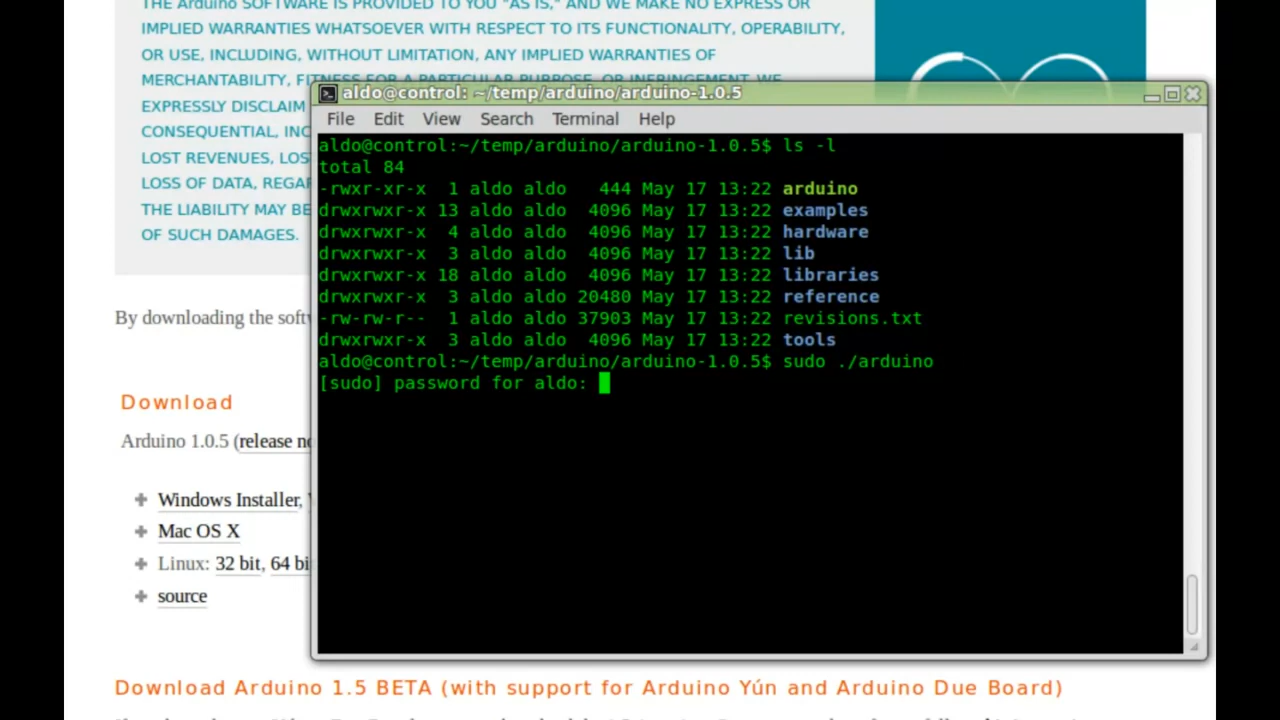 THE Arduino SOFTWARE IS PROVIDED TO YOU "AS IS," AND WE MAKE NO EXPRESS OR
IMPLIED WARRANTIES WHATSOEVER WITH RESPECT TO ITS FUNCTIONALITY, OPERABILITY,
OR USE, INCLUDING, WITHOUT LIMITATION, ANY IMPLIED WARRANTIES OF
MERCHANTABILITY, FITNESS FOR A PARTICULAR PURPOSE, OR INFRINGEMENT. WE
EXPRESSLY DISCLAIM
CONSEQUENTIAL, INC
LOST REVENUES, LOS
LOSS OF DATA, REGAR
THE LIABILITY MAY BE
OF SUCH DAMAGES.
By downloading the softw
Download
Arduino 1.0.5 (release no
Windows Installer,
Mac OS X
Linux: 32 bit, 64 bi
source
Download Arduino 1.5 BETA (with support for Arduino Yún and Arduino Due Board)
aldo@control: ~/temp/arduino/arduino-1.0.5
File Edit View Search Terminal Help
aldo@control:~/temp/arduino/arduino-1.0.5$ ls -l
total 84
-rwxr-xr-x 1 aldo aldo 444 May 17 13:22 arduino
drwxrwxr-x 13 aldo aldo 4096 May 17 13:22 examples
drwxrwxr-x 4 aldo aldo 4096 May 17 13:22 hardware
drwxrwxr-x 3 aldo aldo 4096 May 17 13:22 lib
drwxrwxr-x 18 aldo aldo 4096 May 17 13:22 libraries
drwxrwxr-x 3 aldo aldo 20480 May 17 13:22 reference
-rw-rw-r-- 1 aldo aldo 37903 May 17 13:22 revisions.txt
drwxrwxr-x 3 aldo aldo 4096 May 17 13:22 tools
aldo@control:~/temp/arduino/arduino-1.0.5$ sudo ./arduino
[sudo] password for aldo: